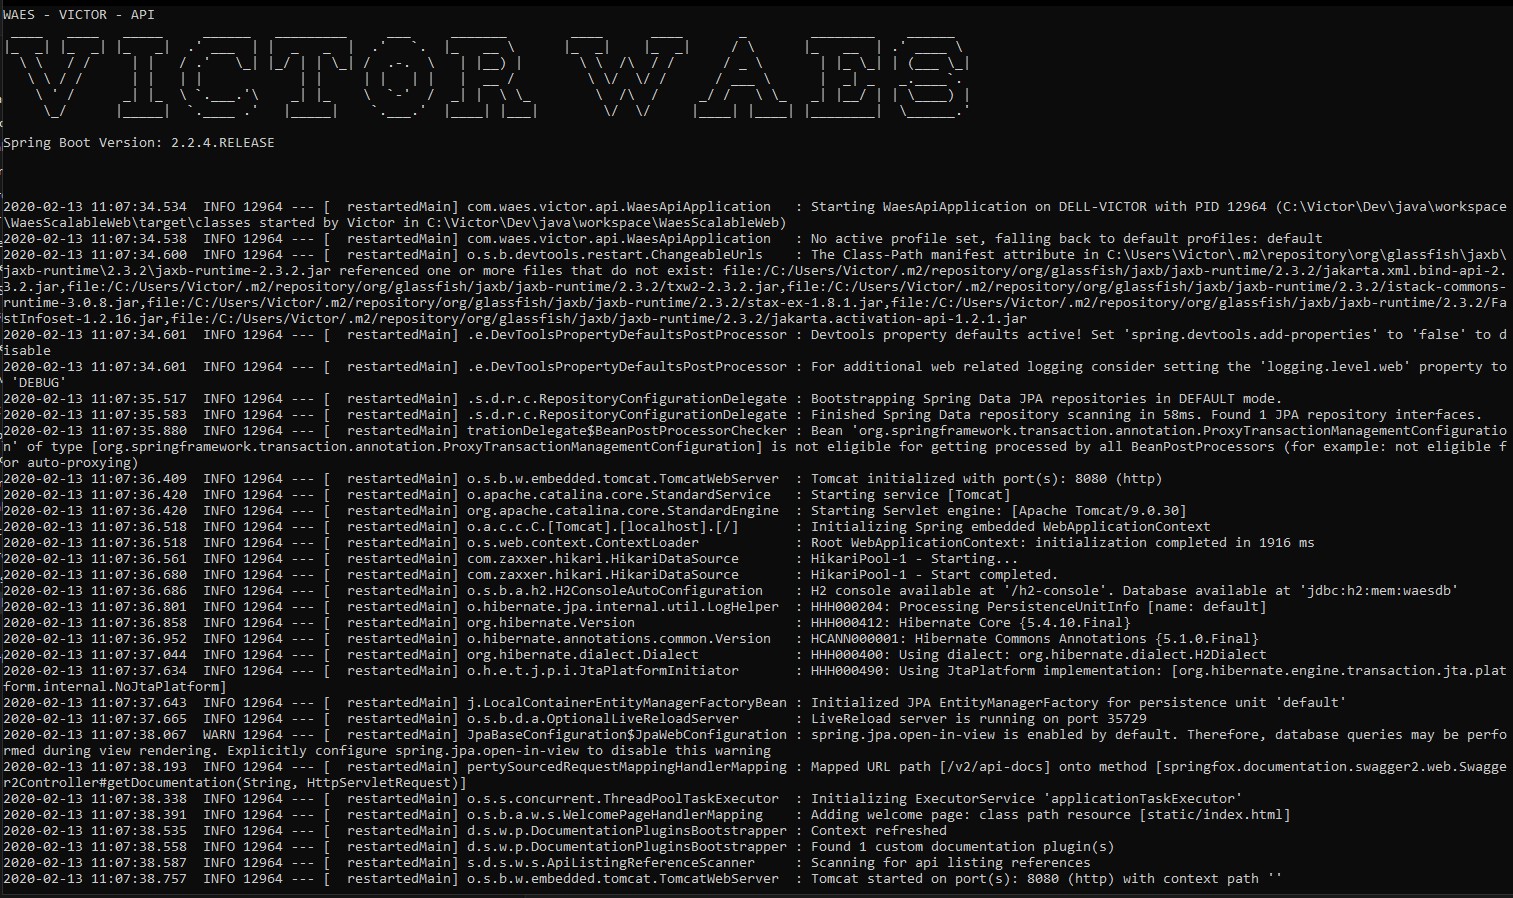 WAES - VICTOR - API
VICTOR WAES
Spring Boot Version: 2.2.4.RELEASE
2020-02-13 11:07:34.534  INFO 12964 --- [  restartedMain] com.waes.victor.api.WaesApiApplication   : Starting WaesApiApplication on DELL-VICTOR with PID 12964 (C:\Victor\Dev\java\workspace
\WaesScalableWeb\target\classes started by Victor in C:\Victor\Dev\java\workspace\WaesScalableWeb)
2020-02-13 11:07:34.538  INFO 12964 --- [  restartedMain] com.waes.victor.api.WaesApiApplication   : No active profile set, falling back to default profiles: default
2020-02-13 11:07:34.600  INFO 12964 --- [  restartedMain] o.s.b.devtools.restart.ChangeableUrls    : The Class-Path manifest attribute in C:\Users\Victor\.m2\repository\org\glassfish\jaxb\
jaxb-runtime\2.3.2\jaxb-runtime-2.3.2.jar referenced one or more files that do not exist: file:/C:/Users/Victor/.m2/repository/org/glassfish/jaxb/jaxb-runtime/2.3.2/jakarta.xml.bind-api-2.
3.2.jar,file:/C:/Users/Victor/.m2/repository/org/glassfish/jaxb/jaxb-runtime/2.3.2/txw2-2.3.2.jar,file:/C:/Users/Victor/.m2/repository/org/glassfish/jaxb/jaxb-runtime/2.3.2/istack-commons-
runtime-3.0.8.jar,file:/C:/Users/Victor/.m2/repository/org/glassfish/jaxb/jaxb-runtime/2.3.2/stax-ex-1.8.1.jar,file:/C:/Users/Victor/.m2/repository/org/glassfish/jaxb/jaxb-runtime/2.3.2/Fa
stInfoset-1.2.16.jar,file:/C:/Users/Victor/.m2/repository/org/glassfish/jaxb/jaxb-runtime/2.3.2/jakarta.activation-api-1.2.1.jar
2020-02-13 11:07:34.601  INFO 12964 --- [  restartedMain] .e.DevToolsPropertyDefaultsPostProcessor : Devtools property defaults active! Set 'spring.devtools.add-properties' to 'false' to d
isable
2020-02-13 11:07:34.601  INFO 12964 --- [  restartedMain] .e.DevToolsPropertyDefaultsPostProcessor : For additional web related logging consider setting the 'logging.level.web' property to
 'DEBUG'
2020-02-13 11:07:35.517  INFO 12964 --- [  restartedMain] .s.d.r.c.RepositoryConfigurationDelegate : Bootstrapping Spring Data JPA repositories in DEFAULT mode.
2020-02-13 11:07:35.583  INFO 12964 --- [  restartedMain] .s.d.r.c.RepositoryConfigurationDelegate : Finished Spring Data repository scanning in 58ms. Found 1 JPA repository interfaces.
2020-02-13 11:07:35.880  INFO 12964 --- [  restartedMain] trationDelegate$BeanPostProcessorChecker : Bean 'org.springframework.transaction.annotation.ProxyTransactionManagementConfiguratio
n' of type [org.springframework.transaction.annotation.ProxyTransactionManagementConfiguration] is not eligible for getting processed by all BeanPostProcessors (for example: not eligible f
or auto-proxying)
2020-02-13 11:07:36.409  INFO 12964 --- [  restartedMain] o.s.b.w.embedded.tomcat.TomcatWebServer  : Tomcat initialized with port(s): 8080 (http)
2020-02-13 11:07:36.420  INFO 12964 --- [  restartedMain] o.apache.catalina.core.StandardService   : Starting service [Tomcat]
2020-02-13 11:07:36.420  INFO 12964 --- [  restartedMain] org.apache.catalina.core.StandardEngine  : Starting Servlet engine: [Apache Tomcat/9.0.30]
2020-02-13 11:07:36.518  INFO 12964 --- [  restartedMain] o.a.c.c.C.[Tomcat].[localhost].[/]       : Initializing Spring embedded WebApplicationContext
2020-02-13 11:07:36.518  INFO 12964 --- [  restartedMain] o.s.web.context.ContextLoader            : Root WebApplicationContext: initialization completed in 1916 ms
2020-02-13 11:07:36.561  INFO 12964 --- [  restartedMain] com.zaxxer.hikari.HikariDataSource       : HikariPool-1 - Starting...
2020-02-13 11:07:36.680  INFO 12964 --- [  restartedMain] com.zaxxer.hikari.HikariDataSource       : HikariPool-1 - Start completed.
2020-02-13 11:07:36.686  INFO 12964 --- [  restartedMain] o.s.b.a.h2.H2ConsoleAutoConfiguration    : H2 console available at '/h2-console'. Database available at 'jdbc:h2:mem:waesdb'
2020-02-13 11:07:36.801  INFO 12964 --- [  restartedMain] o.hibernate.jpa.internal.util.LogHelper  : HHH000204: Processing PersistenceUnitInfo [name: default]
2020-02-13 11:07:36.858  INFO 12964 --- [  restartedMain] org.hibernate.Version                    : HHH000412: Hibernate Core {5.4.10.Final}
2020-02-13 11:07:36.952  INFO 12964 --- [  restartedMain] o.hibernate.annotations.common.Version   : HCANN000001: Hibernate Commons Annotations {5.1.0.Final}
2020-02-13 11:07:37.044  INFO 12964 --- [  restartedMain] org.hibernate.dialect.Dialect            : HHH000400: Using dialect: org.hibernate.dialect.H2Dialect
2020-02-13 11:07:37.634  INFO 12964 --- [  restartedMain] o.h.e.t.j.p.i.JtaPlatformInitiator       : HHH000490: Using JtaPlatform implementation: [org.hibernate.engine.transaction.jta.plat
form.internal.NoJtaPlatform]
2020-02-13 11:07:37.643  INFO 12964 --- [  restartedMain] j.LocalContainerEntityManagerFactoryBean : Initialized JPA EntityManagerFactory for persistence unit 'default'
2020-02-13 11:07:37.665  INFO 12964 --- [  restartedMain] o.s.b.d.a.OptionalLiveReloadServer       : LiveReload server is running on port 35729
2020-02-13 11:07:38.067  WARN 12964 --- [  restartedMain] JpaBaseConfiguration$JpaWebConfiguration : spring.jpa.open-in-view is enabled by default. Therefore, database queries may be perfo
rmed during view rendering. Explicitly configure spring.jpa.open-in-view to disable this warning
2020-02-13 11:07:38.193  INFO 12964 --- [  restartedMain] pertySourcedRequestMappingHandlerMapping : Mapped URL path [/v2/api-docs] onto method [springfox.documentation.swagger2.web.Swagge
r2Controller#getDocumentation(String, HttpServletRequest)]
2020-02-13 11:07:38.338  INFO 12964 --- [  restartedMain] o.s.s.concurrent.ThreadPoolTaskExecutor  : Initializing ExecutorService 'applicationTaskExecutor'
2020-02-13 11:07:38.391  INFO 12964 --- [  restartedMain] o.s.b.a.w.s.WelcomePageHandlerMapping    : Adding welcome page: class path resource [static/index.html]
2020-02-13 11:07:38.535  INFO 12964 --- [  restartedMain] d.s.w.p.DocumentationPluginsBootstrapper : Context refreshed
2020-02-13 11:07:38.558  INFO 12964 --- [  restartedMain] d.s.w.p.DocumentationPluginsBootstrapper : Found 1 custom documentation plugin(s)
2020-02-13 11:07:38.587  INFO 12964 --- [  restartedMain] s.d.s.w.s.ApiListingReferenceScanner     : Scanning for api listing references
2020-02-13 11:07:38.757  INFO 12964 --- [  restartedMain] o.s.b.w.embedded.tomcat.TomcatWebServer  : Tomcat started on port(s): 8080 (http) with context path ''